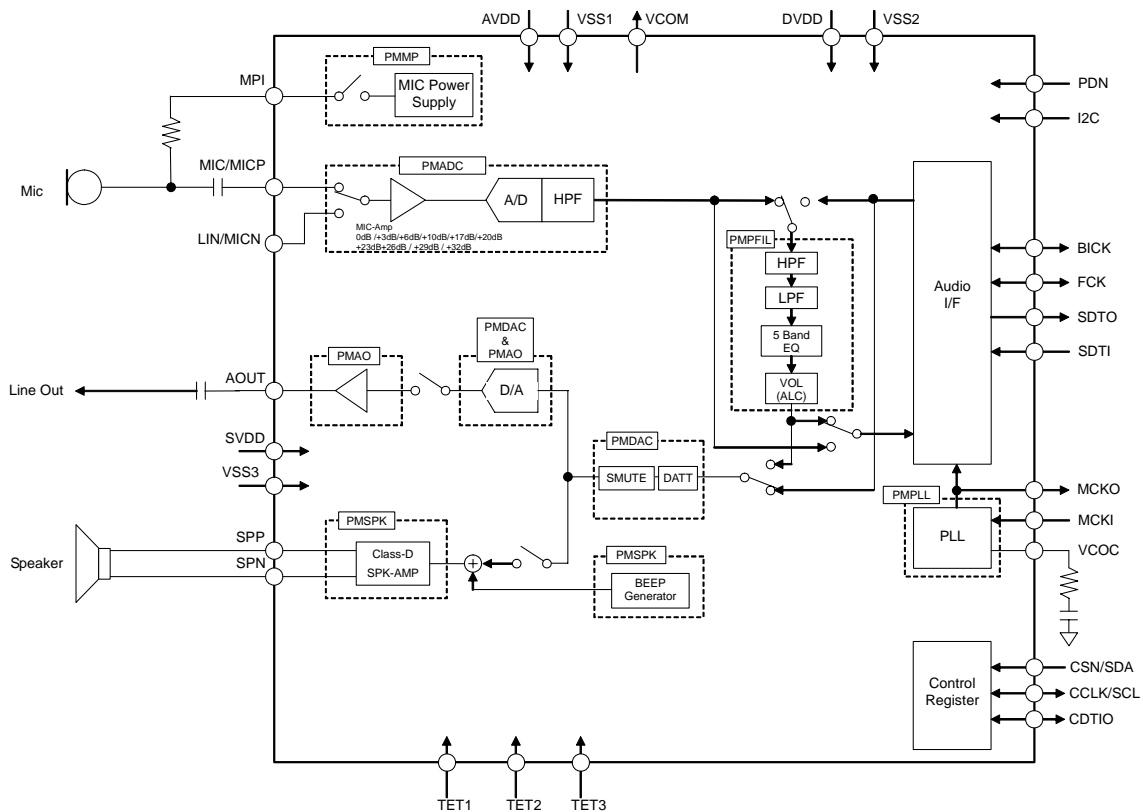 AVDD VSS1 VCOM DVDD VSS2
PMMP
MPI
MIC Power
Supply
PDN
I2C
MIC/MICP
PMADC
Mic
A/D HPF
LIN/MICN
MIC-Amp
0dB /+3dB/+6dB/+10dB/+17dB/+20dB
+23dB+26dB / +29dB / +32dB
PMPFIL
HPF
LPF
5 Band
EQ
VOL
(ALC)
Audio
I/F
BICK
FCK
SDTO
SDTI
PMDAC
&
PMAO
PMAO
AOUT
Line Out
D/A
SVDD
VSS3
PMDAC
SMUTE DATT
PMPLL
PLL
MCKO
MCKI
VCOC
PMSPK
SPP
Speaker
SPN
Class-D
SPK-AMP
PMSPK
BEEP
Generator
Control
Register
CSN/SDA
CCLK/SCL
CDTIO
TET1 TET2 TET3